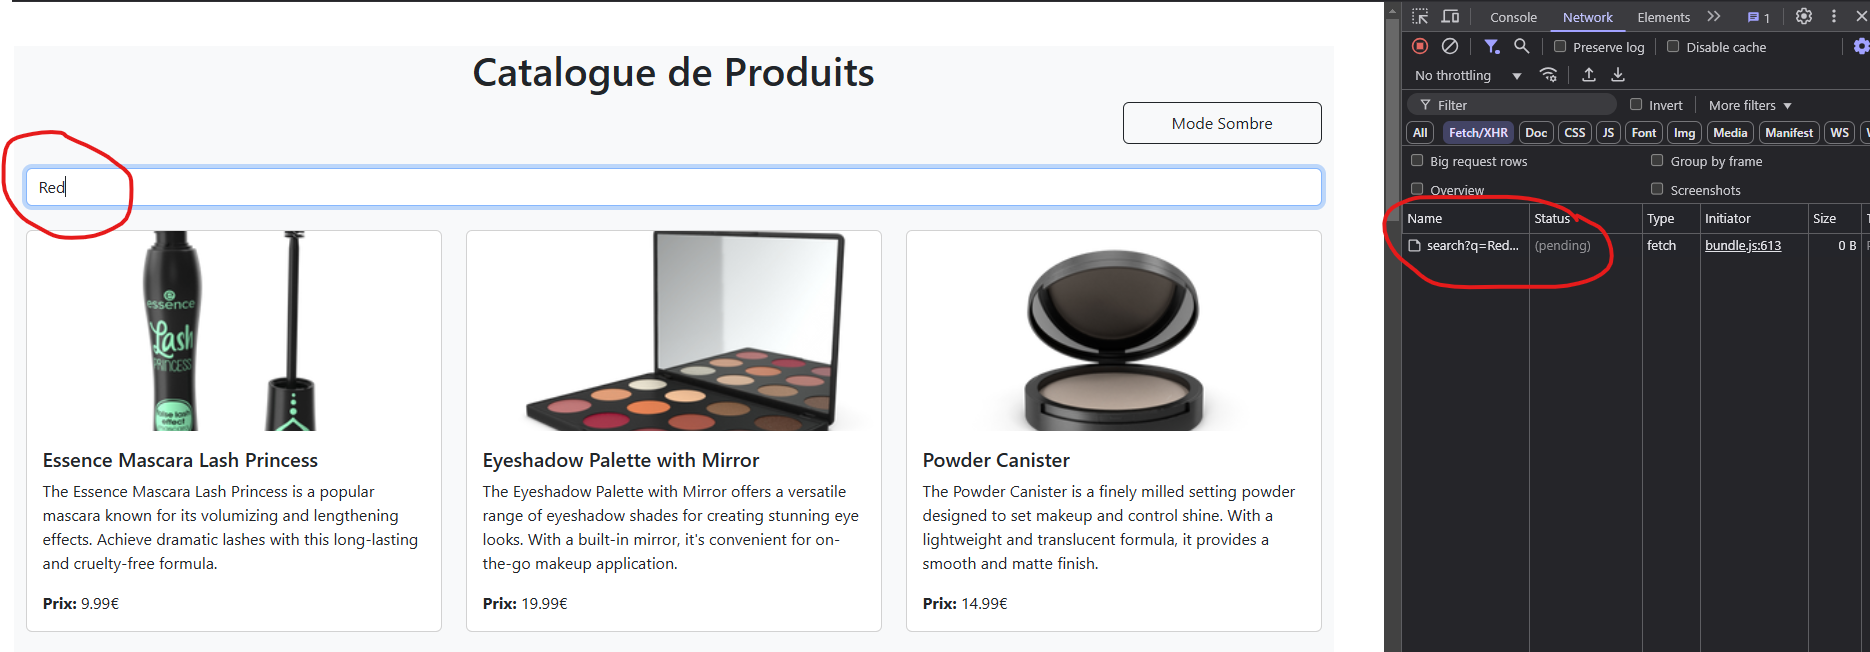 Catalogue de Produits
Mode Sombre
Red
essence
Lash
PRINCESS
false lash
effect
Essence Mascara Lash Princess
The Essence Mascara Lash Princess is a popular
mascara known for its volumizing and lengthening
effects. Achieve dramatic lashes with this long-lasting
and cruelty-free formula.
Prix: 9.99€
Eyeshadow Palette with Mirror
The Eyeshadow Palette with Mirror offers a versatile
range of eyeshadow shades for creating stunning eye
looks. With a built-in mirror, it's convenient for on-
the-go makeup application.
Prix: 19.99€
Powder Canister
The Powder Canister is a finely milled setting powder
designed to set makeup and control shine. With a
lightweight and translucent formula, it provides a
smooth and matte finish.
Prix: 14.99€
Console Network Elements 1
Preserve log Disable cache
No throttling
Filter Invert More filters
All Fetch/XHR Doc CSS JS Font Img Media Manifest WS
Big request rows Group by frame
Overview Screenshots
Name Status Type Initiator Size
search?q=Red... (pending) fetch bundle.js:613 0 B